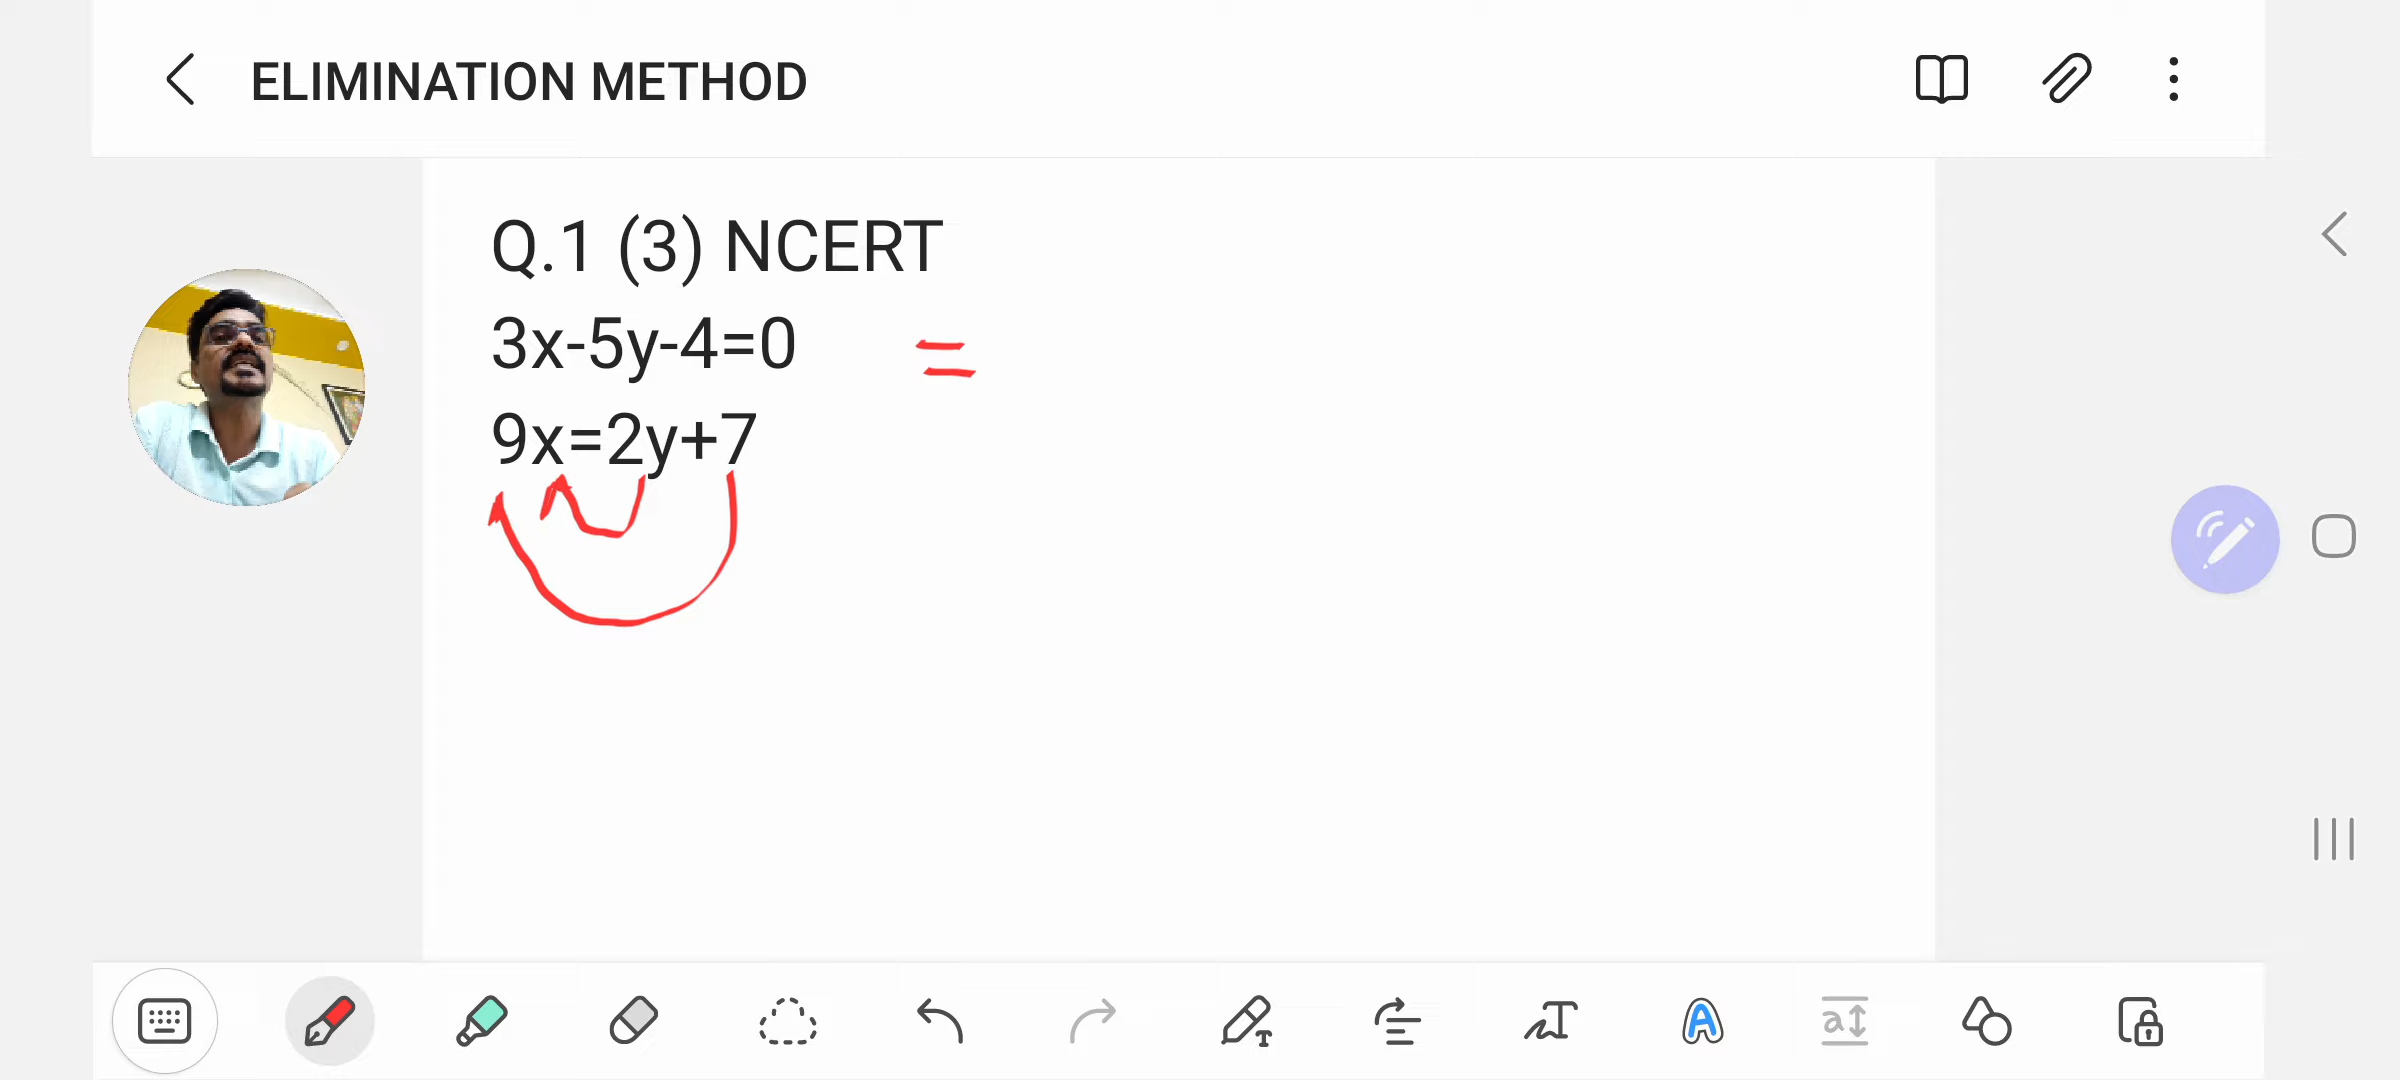 ELIMINATION METHOD
Q.1 (3) NCERT
3x-5y-4=0 =
9x=2y+7